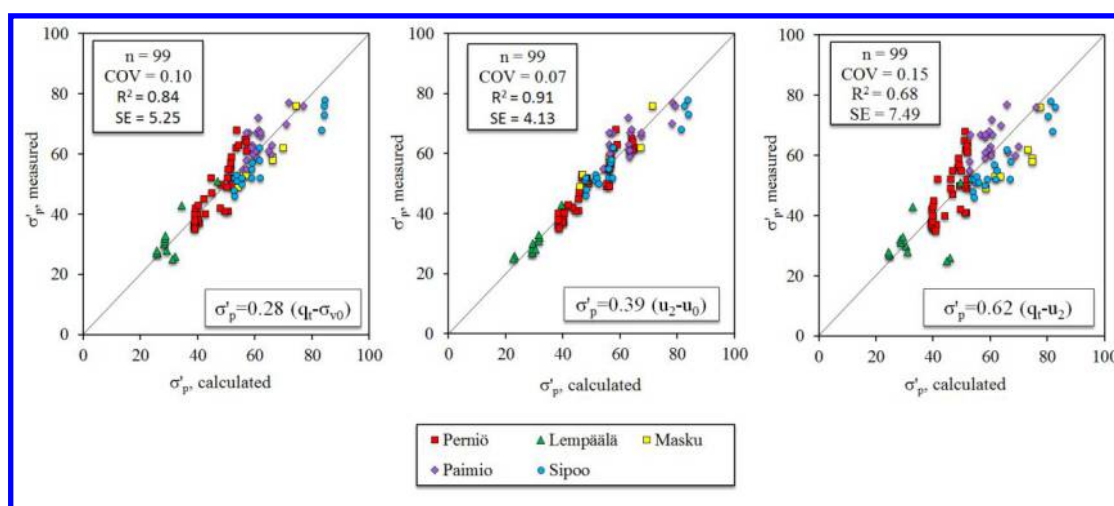 n = 99
COV = 0.10
R² = 0.84
SE = 5.25
σ'p, measured
100
80
60
40
20
0
0 20 40 60 80 100
σ'p, calculated
σ'p=0.28 (qt-σv0)
n = 99
COV = 0.07
R² = 0.91
SE = 4.13
σ'p, measured
100
80
60
40
20
0
0 20 40 60 80 100
σ'p, calculated
σ'p=0.39 (u2-u0)
n = 99
COV = 0.15
R² = 0.68
SE = 7.49
σ'p, measured
100
80
60
40
20
0
0 20 40 60 80 100
σ'p, calculated
σ'p=0.62 (qt-u2)
Perniö Lempäälä Masku
Paimio Sipoo